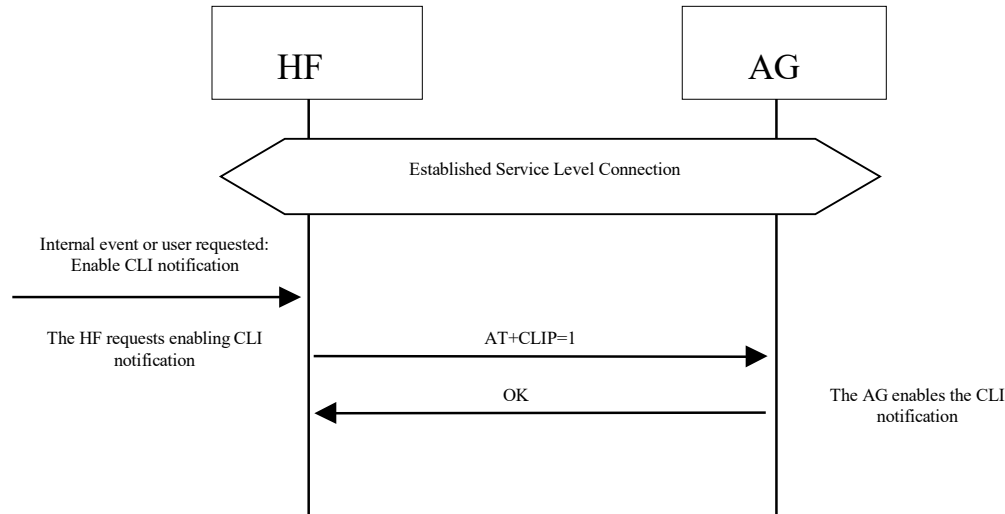 HF
AG
Established Service Level Connection
Internal event or user requested:
Enable CLI notification
The HF requests enabling CLI
notification
AT+CLIP=1
OK
The AG enables the CLI
notification